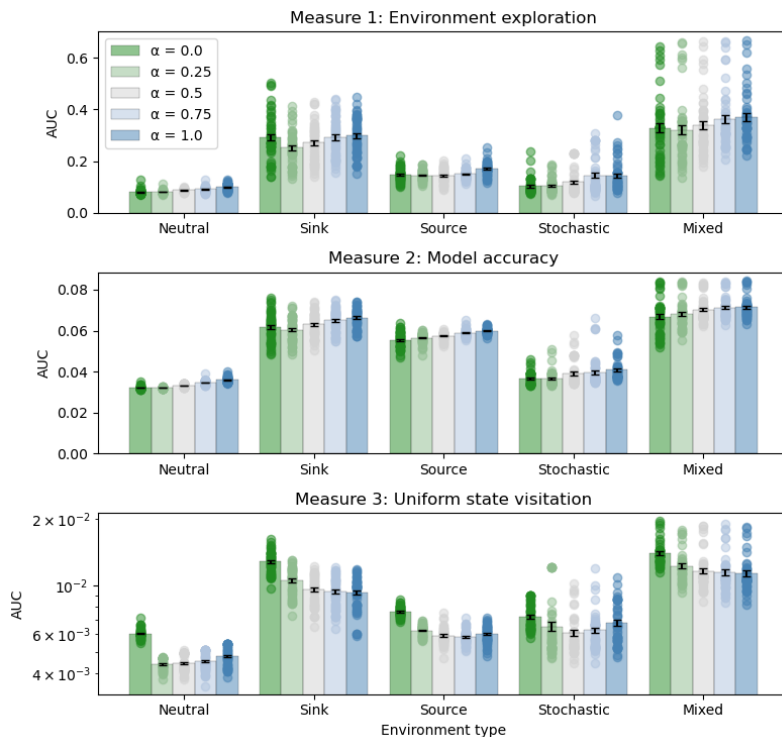 Measure 1: Environment exploration
AUC
0.6
0.4
0.2
0.0
α = 0.0
α = 0.25
α = 0.5
α = 0.75
α = 1.0
Neutral Sink Source Stochastic Mixed
Measure 2: Model accuracy
AUC
0.08
0.06
0.04
0.02
0.00
Neutral Sink Source Stochastic Mixed
Measure 3: Uniform state visitation
AUC
2 × 10⁻²
10⁻²
6 × 10⁻³
4 × 10⁻³
Neutral Sink Source Stochastic Mixed
Environment type